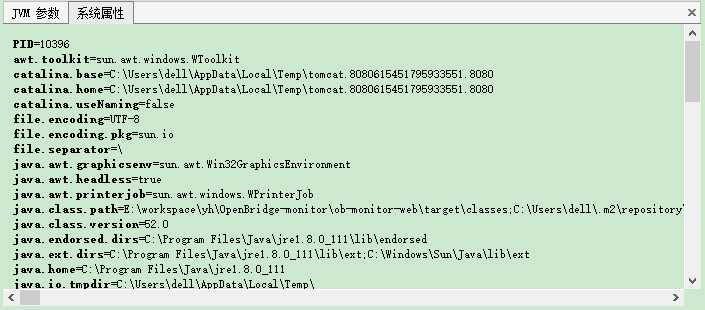 JVM 参数 系统属性
PID=10396
awt.toolkit=sun.awt.windows.WToolkit
catalina.base=C:\Users\dell\AppData\Local\Temp\tomcat.8080615451795933551.8080
catalina.home=C:\Users\dell\AppData\Local\Temp\tomcat.8080615451795933551.8080
catalina.useNaming=false
file.encoding=UTF-8
file.encoding.pkg=sun.io
file.separator=\
java.awt.graphicsenv=sun.awt.Win32GraphicsEnvironment
java.awt.headless=true
java.awt.printerjob=sun.awt.windows.WPrinterJob
java.class.path=E:\workspace\yh\OpenBridge-monitor\ob-monitor-web\target\classes;C:\Users\dell\.m2\repository\
java.class.version=52.0
java.endorsed.dirs=C:\Program Files\Java\jre1.8.0_111\lib\endorsed
java.ext.dirs=C:\Program Files\Java\jre1.8.0_111\lib\ext;C:\Windows\Sun\Java\lib\ext
java.home=C:\Program Files\Java\jre1.8.0_111
java.io.tmpdir=C:\Users\dell\AppData\Local\Temp\